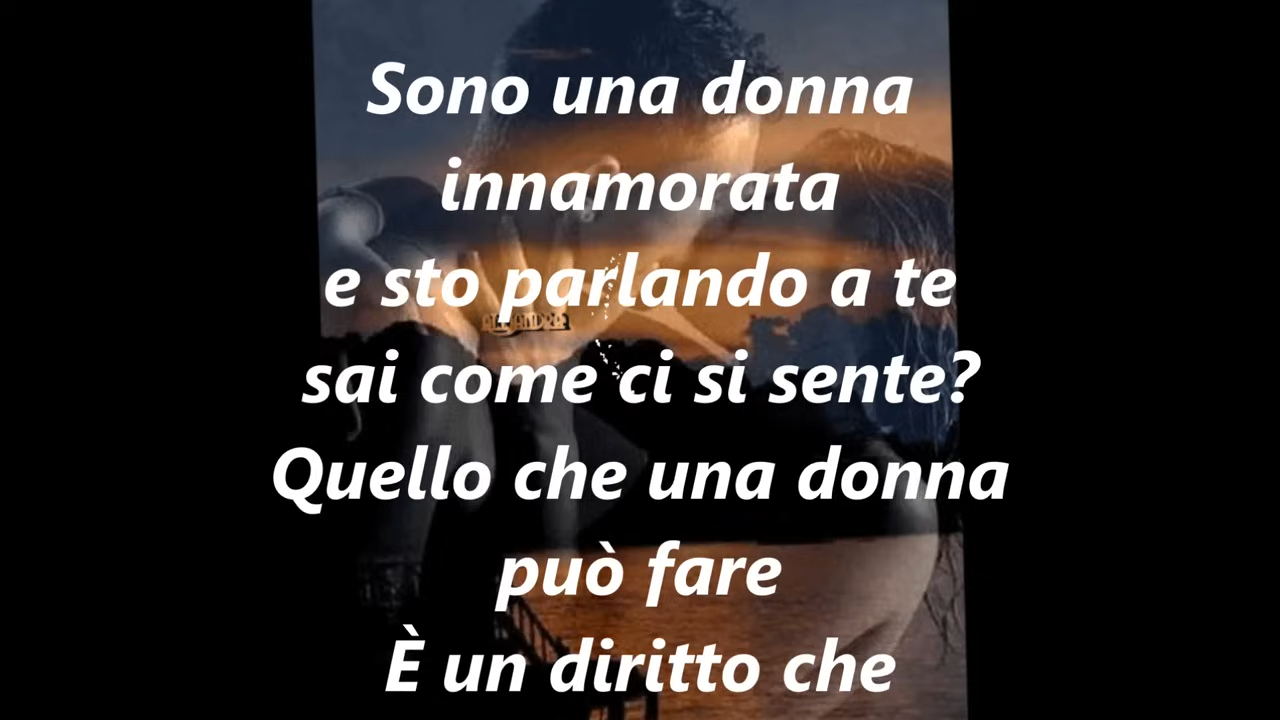 Sono una donna
innamorata
e sto parlando a te
sai come ci si sente?
Quello che una donna
può fare
È un diritto che